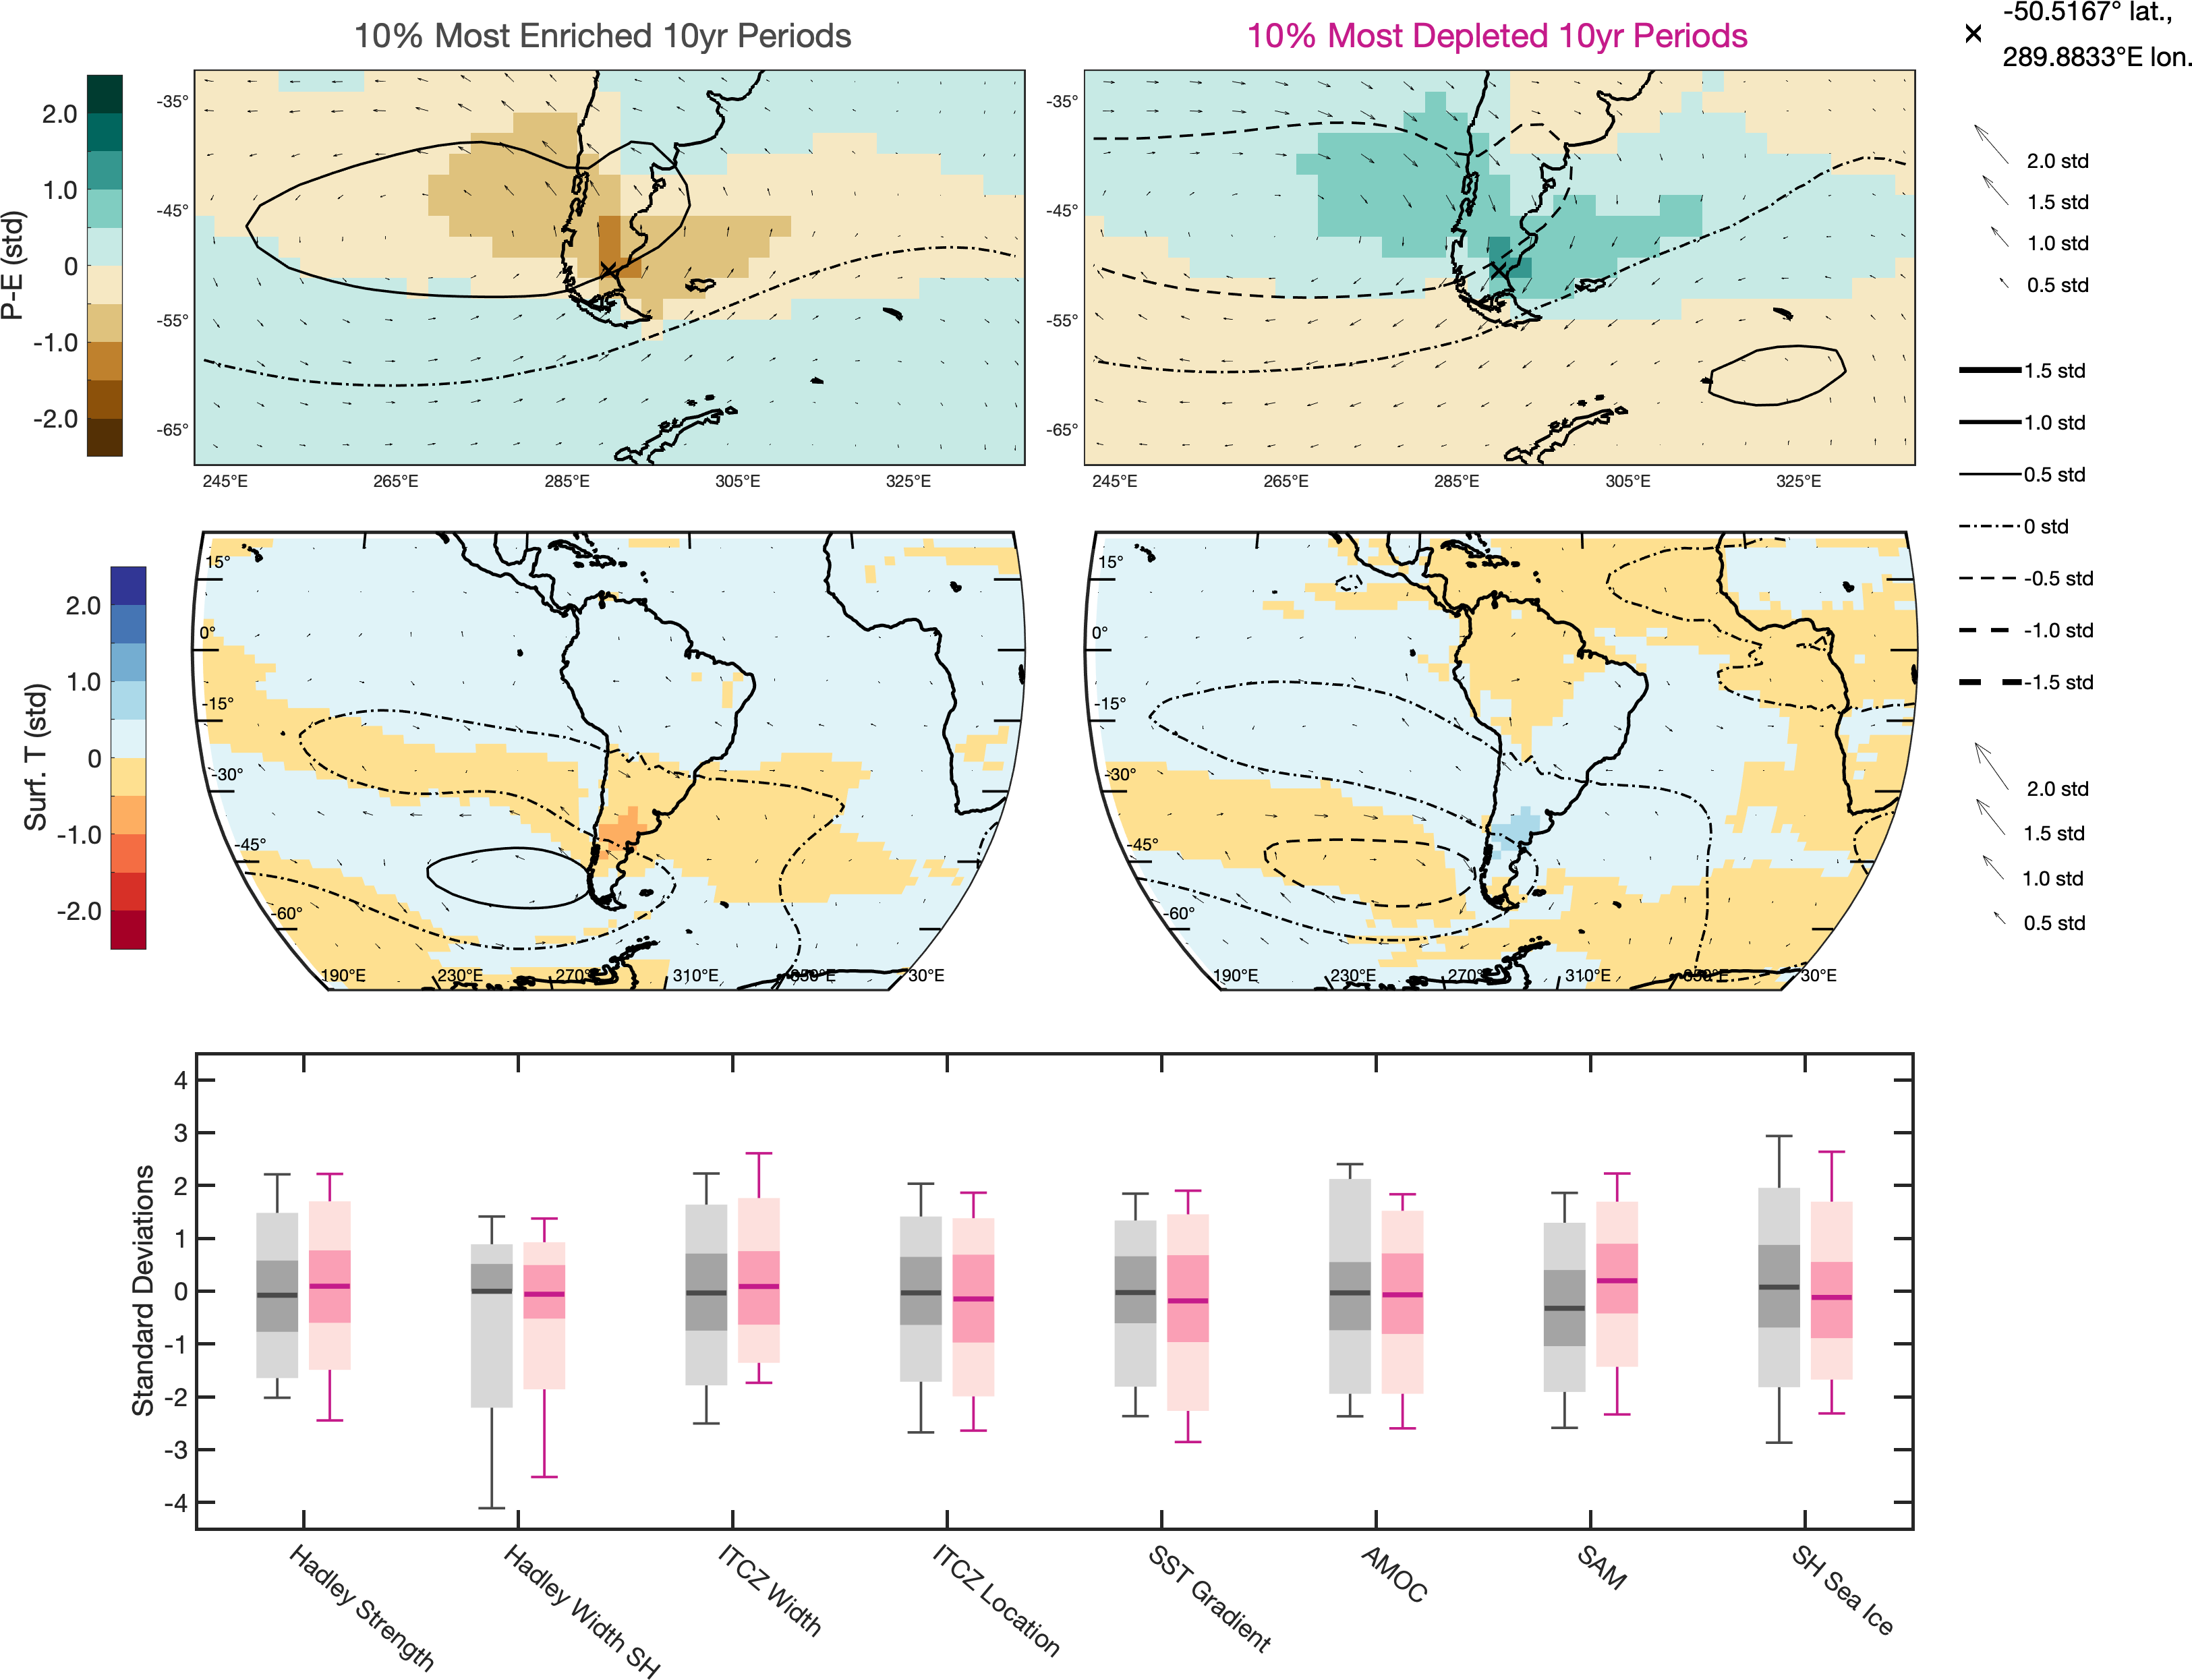 10% Most Enriched 10yr Periods
10% Most Depleted 10yr Periods
-50.5167° lat.,
289.8833°E lon.
P-E (std)
2.0
1.0
0
-1.0
-2.0
-35°
-45°
-55°
-65°
245°E
265°E
285°E
305°E
325°E
-35°
-45°
-55°
-65°
245°E
265°E
285°E
305°E
325°E
2.0 std
1.5 std
1.0 std
0.5 std
1.5 std
1.0 std
0.5 std
0 std
-0.5 std
-1.0 std
-1.5 std
2.0 std
1.5 std
1.0 std
0.5 std
Surf. T (std)
2.0
1.0
0
-1.0
-2.0
15°
0°
-15°
-30°
-45°
-60°
190°E
230°E
270°E
310°E
350°E
30°E
15°
0°
-15°
-30°
-45°
-60°
190°E
230°E
270°E
310°E
350°E
30°E
Standard Deviations
4
3
2
1
0
-1
-2
-3
-4
Hadley Strength
Hadley Width SH
ITCZ Width
ITCZ Location
SST Gradient
AMOC
SAM
SH Sea Ice